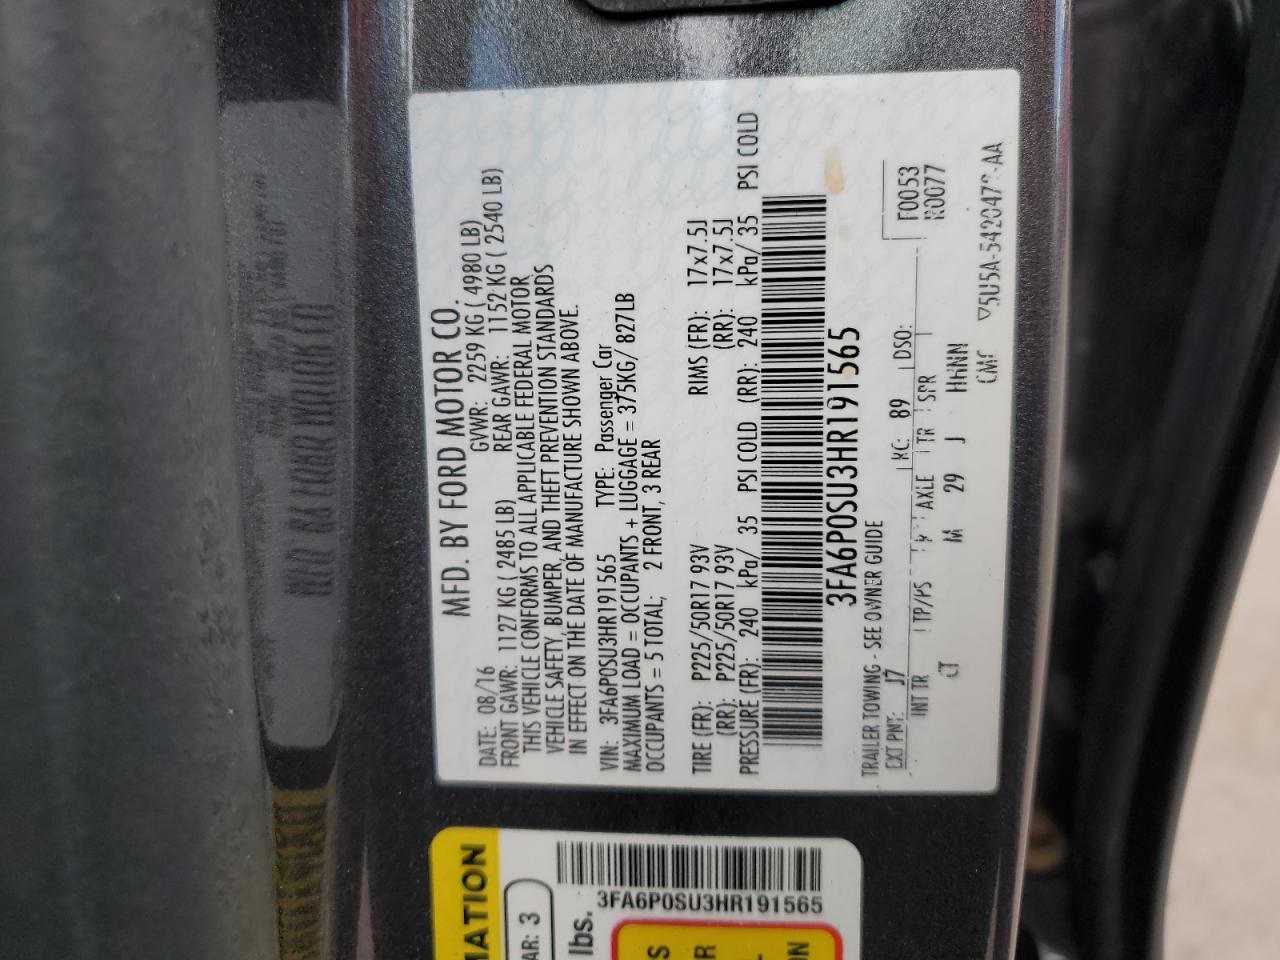 MFD. BY FORD MOTOR CO.
DATE: 08/16 GVWR: 2259 KG ( 4980 LB)
FRONT GAWR: 1127 KG ( 2485 LB) REAR GAWR: 1152 KG ( 2540 LB)
THIS VEHICLE CONFORMS TO ALL APPLICABLE FEDERAL MOTOR
VEHICLE SAFETY, BUMPER, AND THEFT PREVENTION STANDARDS
IN EFFECT ON THE DATE OF MANUFACTURE SHOWN ABOVE.
VIN: 3FA6P0SU3HR191565 TYPE: Passenger Car
MAXIMUM LOAD = OCCUPANTS + LUGGAGE = 375KG/ 827LB
OCCUPANTS = 5 TOTAL; 2 FRONT, 3 REAR
TIRE (FR): P225/50R17 93V RIMS (FR): 17x7.5J
(RR): P225/50R17 93V (RR): 17x7.5J
PRESSURE (FR): 240 kPa/ 35 PSI COLD (RR): 240 kPa/ 35 PSI COLD
3FA6P0SU3HR191565
TRAILER TOWING - SEE OWNER GUIDE
EXT PNT: J7 RC: 89 DSO: F0053
R0077
INT TR TP/PS AXLE TR SPR
CT M 29 J
MATION
AR: 3
lbs.
3FA6P0SU3HR191565